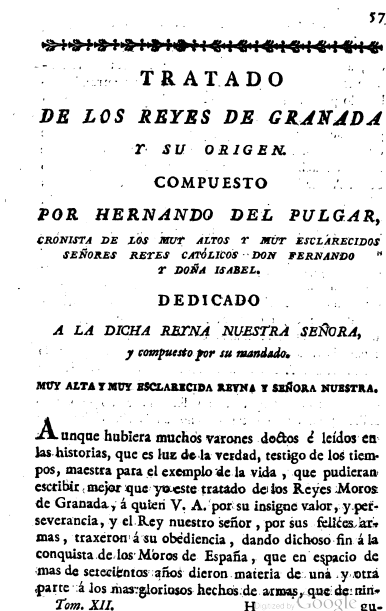 57
TRATADO
DE LOS REYES DE GRANADA
Y SU ORIGEN.
COMPUESTO
POR HERNANDO DEL PULGAR,
CRONISTA DE LOS MUY ALTOS Y MUY ESCLARECIDOS
SEÑORES REYES CATÓLICOS DON FERNANDO
Y DOÑA ISABEL.
DEDICADO
A LA DICHA REYNA NUESTRA SEÑORA,
y compuesto por su mandado.
MUY ALTA Y MUY ESCLARECIDA REYNA Y SEÑORA NUESTRA.
Aunque hubiera muchos varones doctos é leídos en
las historias, que es luz de la verdad, testigo de los tiem-
pos, maestra para el exemplo de la vida, que pudieran
escribir mejor que yo este tratado de los Reyes Moros
de Granada, á quien V. A. por su insigne valor, y per-
severancia, y el Rey nuestro señor, por sus felices ar-
mas, traxeron á su obediencia, dando dichoso fin á la
conquista de los Moros de España, que en espacio de
mas de setecientos años dieron materia de una y otra
parte á los mas gloriosos hechos de armas, que de nin-
Tom. XII. H gu-
Digitized by Google